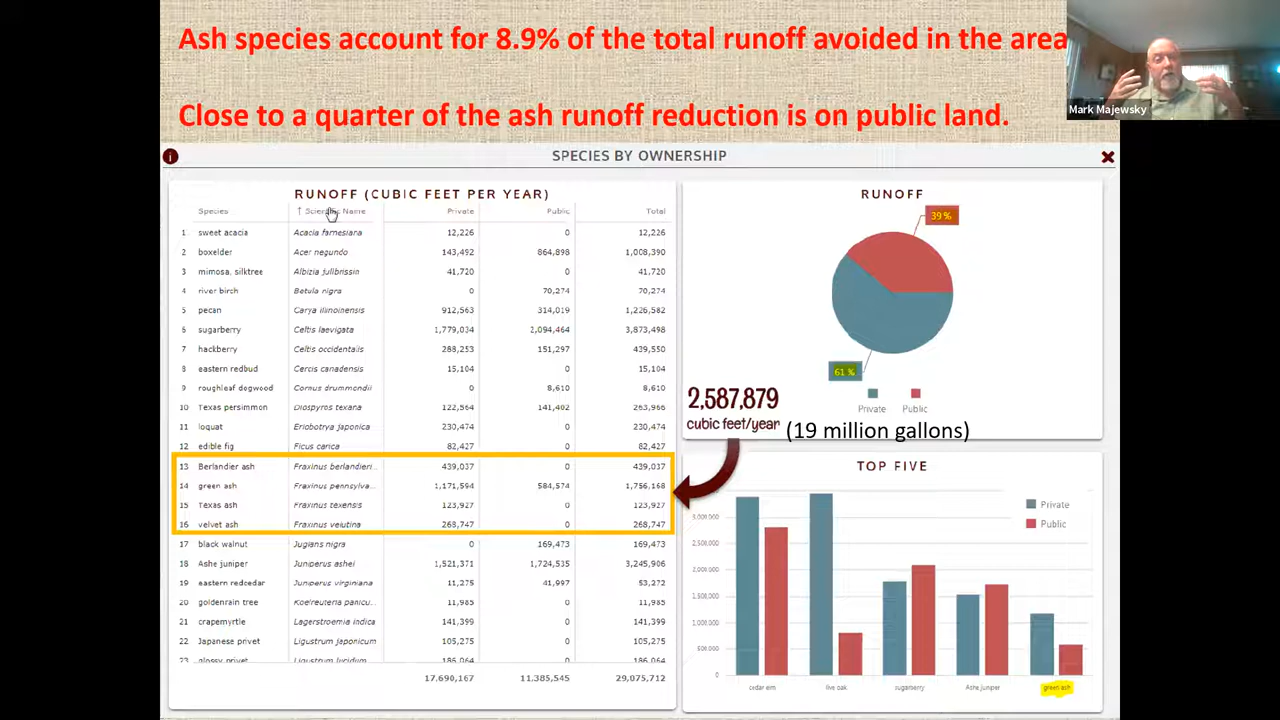 Ash species account for 8.9% of the total runoff avoided in the area
Close to a quarter of the ash runoff reduction is on public land.
Mark Majewsky
i
SPECIES BY OWNERSHIP
RUNOFF (CUBIC FEET PER YEAR)
Species ↑ Scientific Name Private Public Total
1 sweet acacia Acacia farnesiana 12,226 0 12,226
2 boxelder Acer negundo 143,492 864,898 1,008,390
3 mimosa, silktree Albizia julibrissin 41,720 0 41,720
4 river birch Betula nigra 0 70,274 70,274
5 pecan Carya illinoinensis 912,563 314,019 1,226,582
6 sugarberry Celtis laevigata 1,779,034 2,094,464 3,873,498
7 hackberry Celtis occidentalis 288,253 151,297 439,550
8 eastern redbud Cercis canadensis 15,104 0 15,104
9 roughleaf dogwood Cornus drummondii 0 8,610 8,610
10 Texas persimmon Diospyros texana 122,564 141,402 263,966
11 loquat Eriobotrya japonica 230,474 0 230,474
12 edible fig Ficus carica 82,427 0 82,427
13 Berlandier ash Fraxinus berlandieri.. 439,037 0 439,037
14 green ash Fraxinus pennsylva... 1,171,594 584,574 1,756,168
15 Texas ash Fraxinus texensis 123,927 0 123,927
16 velvet ash Fraxinus velutina 268,747 0 268,747
17 black walnut Juglans nigra 0 169,473 169,473
18 Ashe juniper Juniperus ashei 1,521,371 1,724,535 3,245,906
19 eastern redcedar Juniperus virginiana 11,275 41,997 53,272
20 goldenrain tree Koelreuteria panicu... 11,985 0 11,985
21 crapemyrtle Lagerstroemia indica 141,399 0 141,399
22 Japanese privet Ligustrum japonicum 105,275 0 105,275
23 glossy privet Ligustrum lucidum 186,064 0 186,064
17,690,167 11,385,545 29,075,712
RUNOFF
39%
61 %
Private Public
2,587,879
cubic feet/year
(19 million gallons)
TOP FIVE
Private
Public
3,000,000
2,500,000
2,000,000
1,500,000
1,000,000
500,000
0
cedar elm live oak sugarberry Ashe juniper green ash